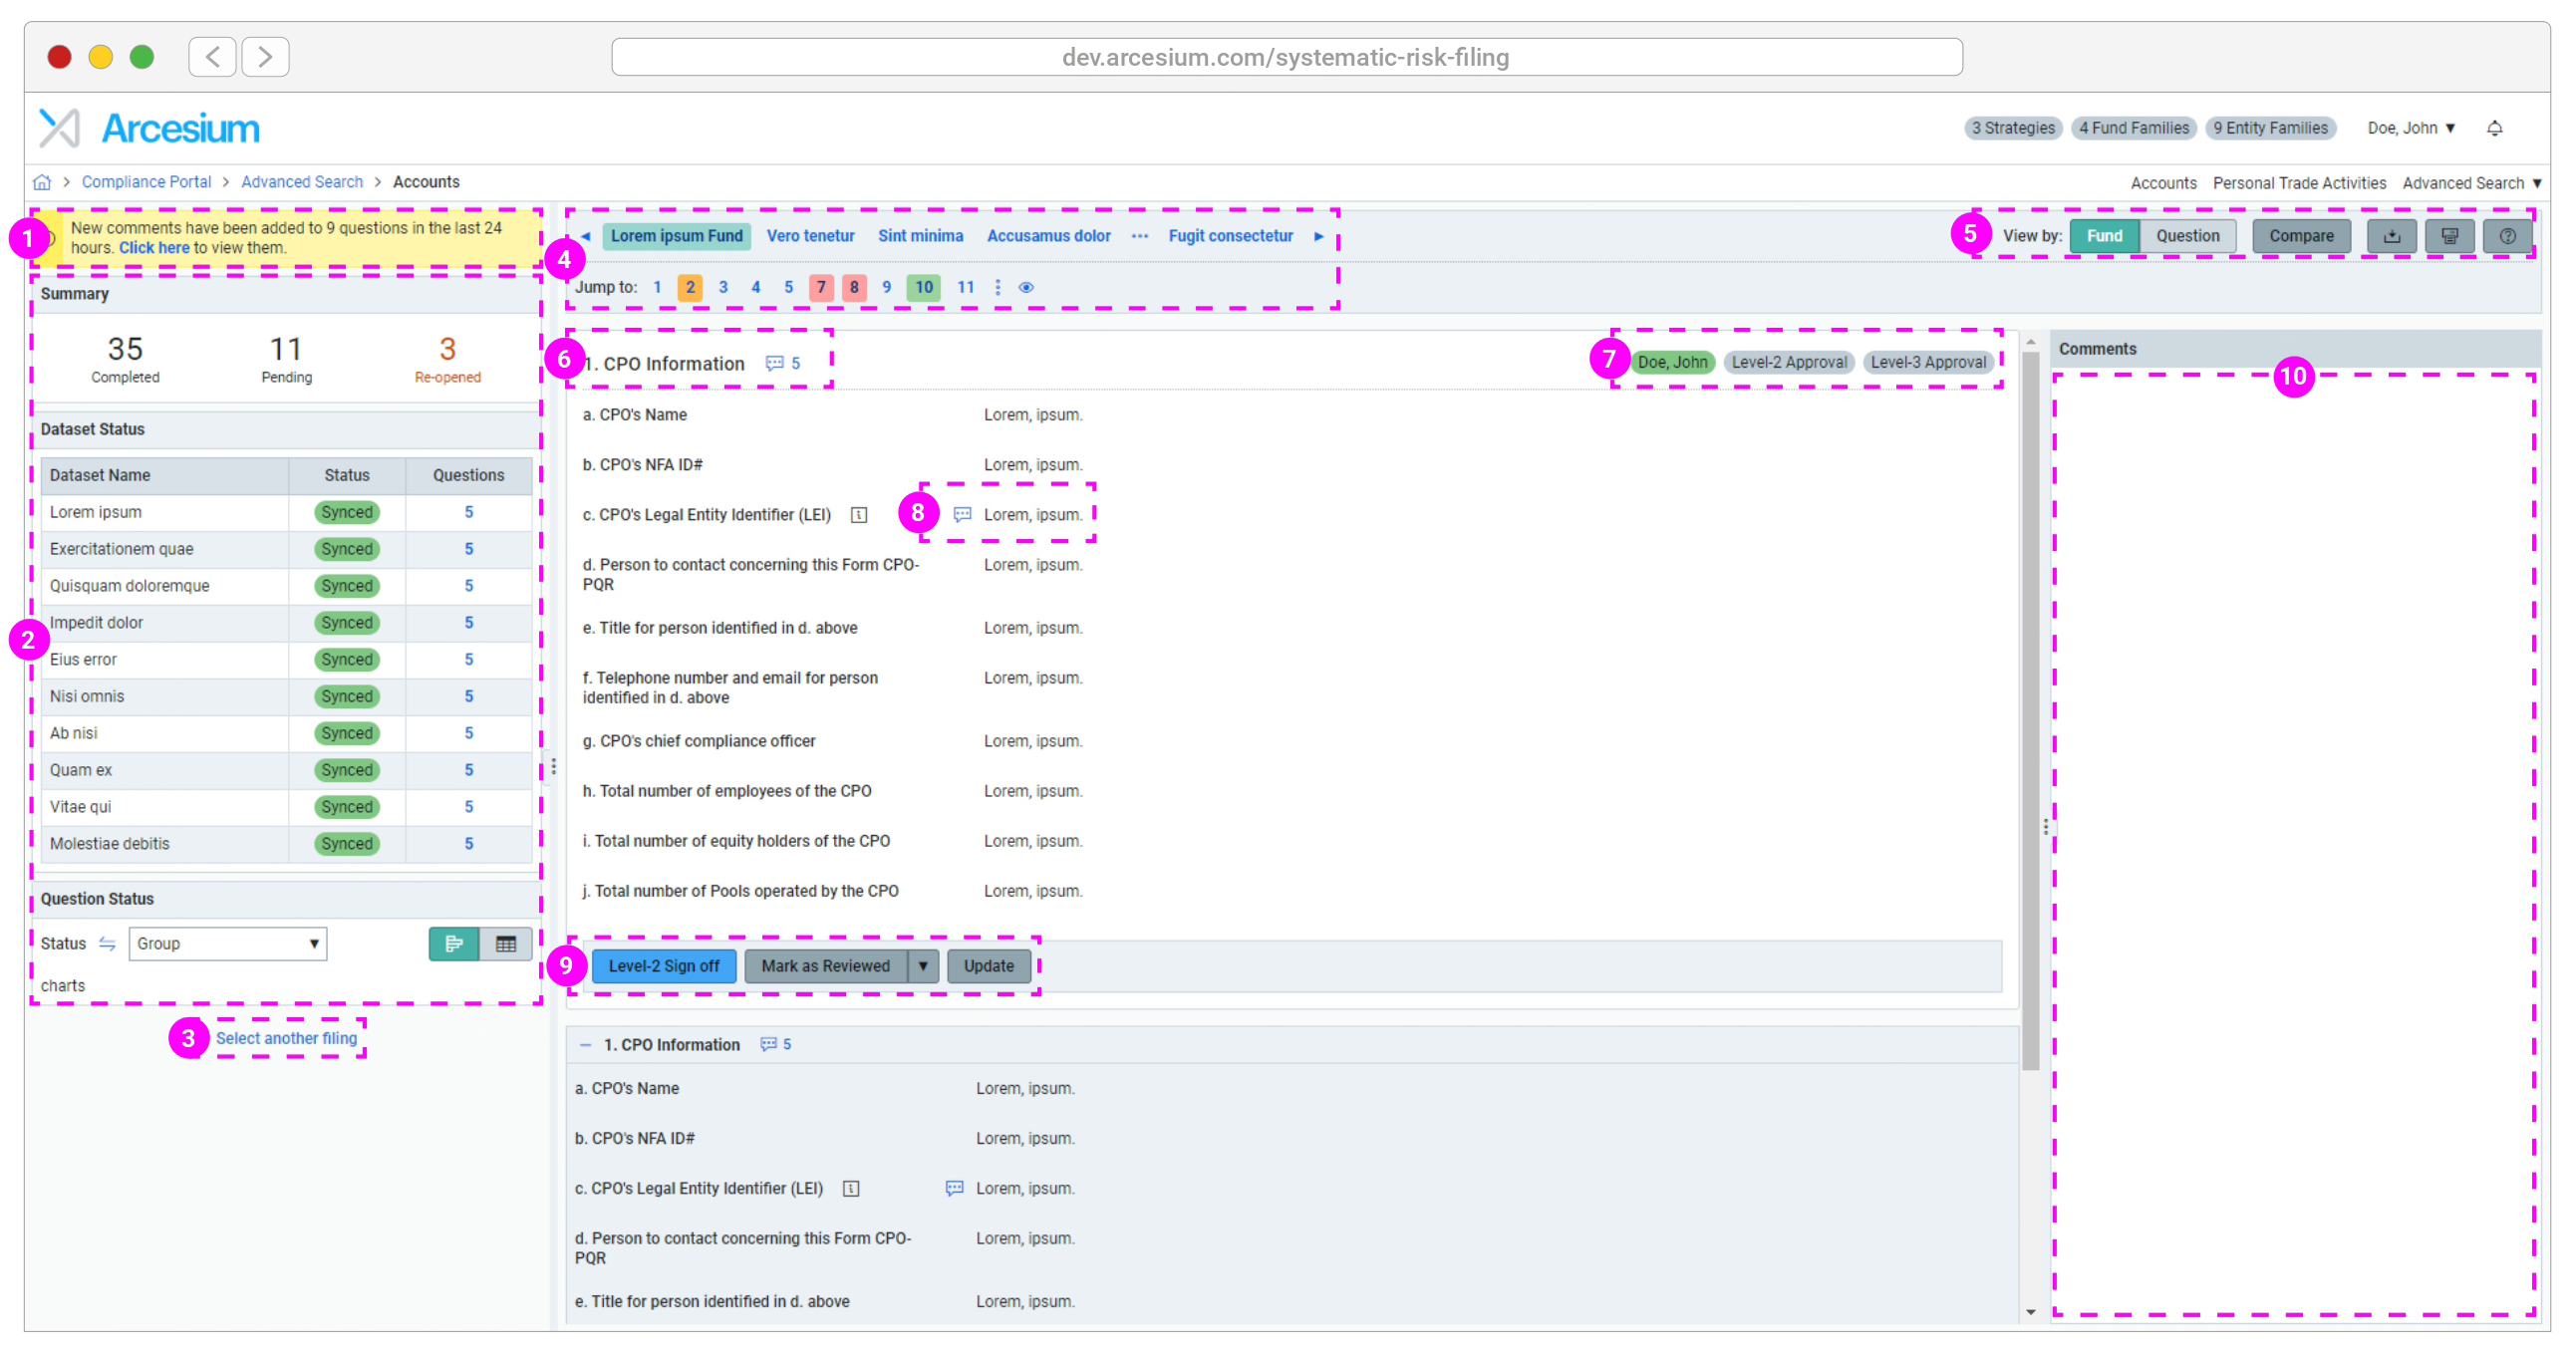 dev.arcesium.com/systematic-risk-filing
Arcesium
3 Strategies 4 Fund Families 9 Entity Families Doe, John ▼
> Compliance Portal > Advanced Search > Accounts
Accounts Personal Trade Activities Advanced Search ▼
1
New comments have been added to 9 questions in the last 24
hours. Click here to view them.
Summary
35 11 3
Completed Pending Re-opened
Dataset Status
Dataset Name Status Questions
Lorem ipsum Synced 5
Exercitationem quae Synced 5
Quisquam doloremque Synced 5
2
Impedit dolor Synced 5
Eius error Synced 5
Nisi omnis Synced 5
Ab nisi Synced 5
Quam ex Synced 5
Vitae qui Synced 5
Molestiae debitis Synced 5
Question Status
Status Group ▼
charts
3 Select another filing
4
◄ Lorem ipsum Fund Vero tenetur Sint minima Accusamus dolor ··· Fugit consectetur ►
Jump to: 1 2 3 4 5 7 8 9 10 11
5 View by: Fund Question Compare
6 1. CPO Information 5
7 Doe, John Level-2 Approval Level-3 Approval
a. CPO's Name Lorem, ipsum.
b. CPO's NFA ID# Lorem, ipsum.
c. CPO's Legal Entity Identifier (LEI) i 8 Lorem, ipsum.
d. Person to contact concerning this Form CPO- Lorem, ipsum.
PQR
e. Title for person identified in d. above Lorem, ipsum.
f. Telephone number and email for person Lorem, ipsum.
identified in d. above
g. CPO's chief compliance officer Lorem, ipsum.
h. Total number of employees of the CPO Lorem, ipsum.
i. Total number of equity holders of the CPO Lorem, ipsum.
j. Total number of Pools operated by the CPO Lorem, ipsum.
9 Level-2 Sign off Mark as Reviewed ▼ Update
− 1. CPO Information 5
a. CPO's Name Lorem, ipsum.
b. CPO's NFA ID# Lorem, ipsum.
c. CPO's Legal Entity Identifier (LEI) i Lorem, ipsum.
d. Person to contact concerning this Form CPO- Lorem, ipsum.
PQR
e. Title for person identified in d. above Lorem, ipsum.
Comments
10